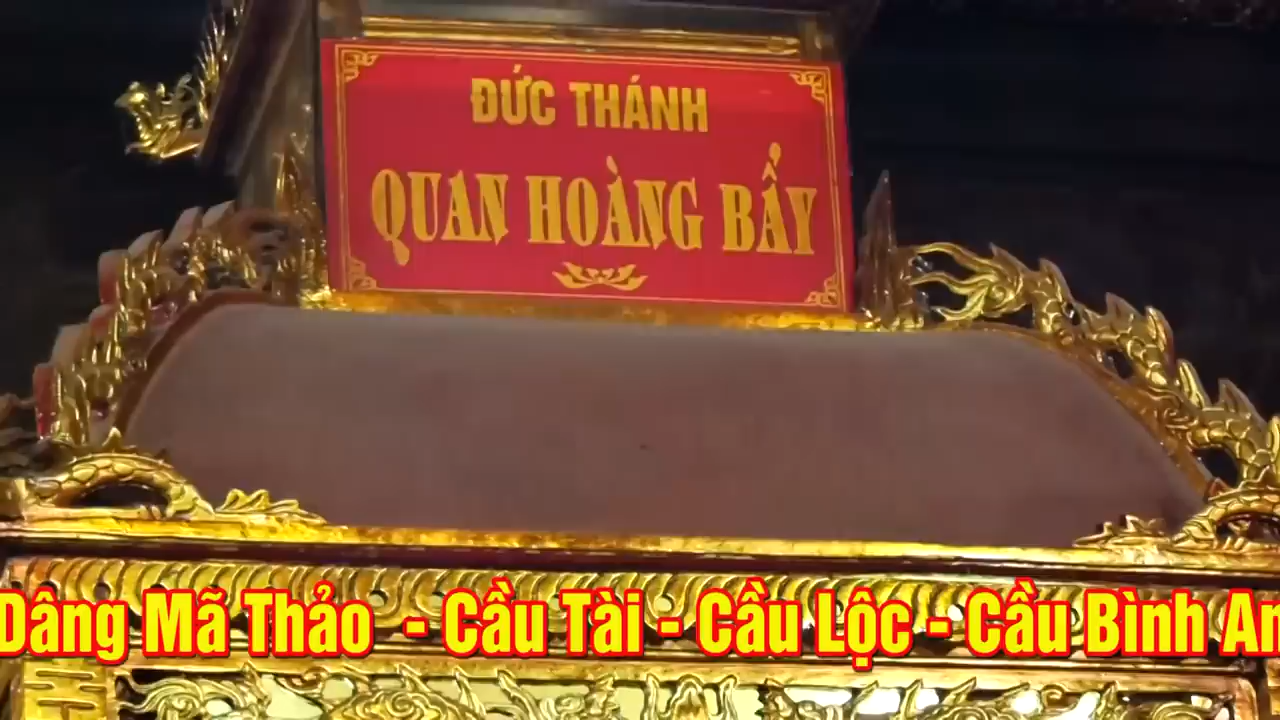 ĐỨC THÁNH
QUAN HOÀNG BẨY
Dâng Mã Thảo - Cầu Tài - Cầu Lộc - Cầu Bình An